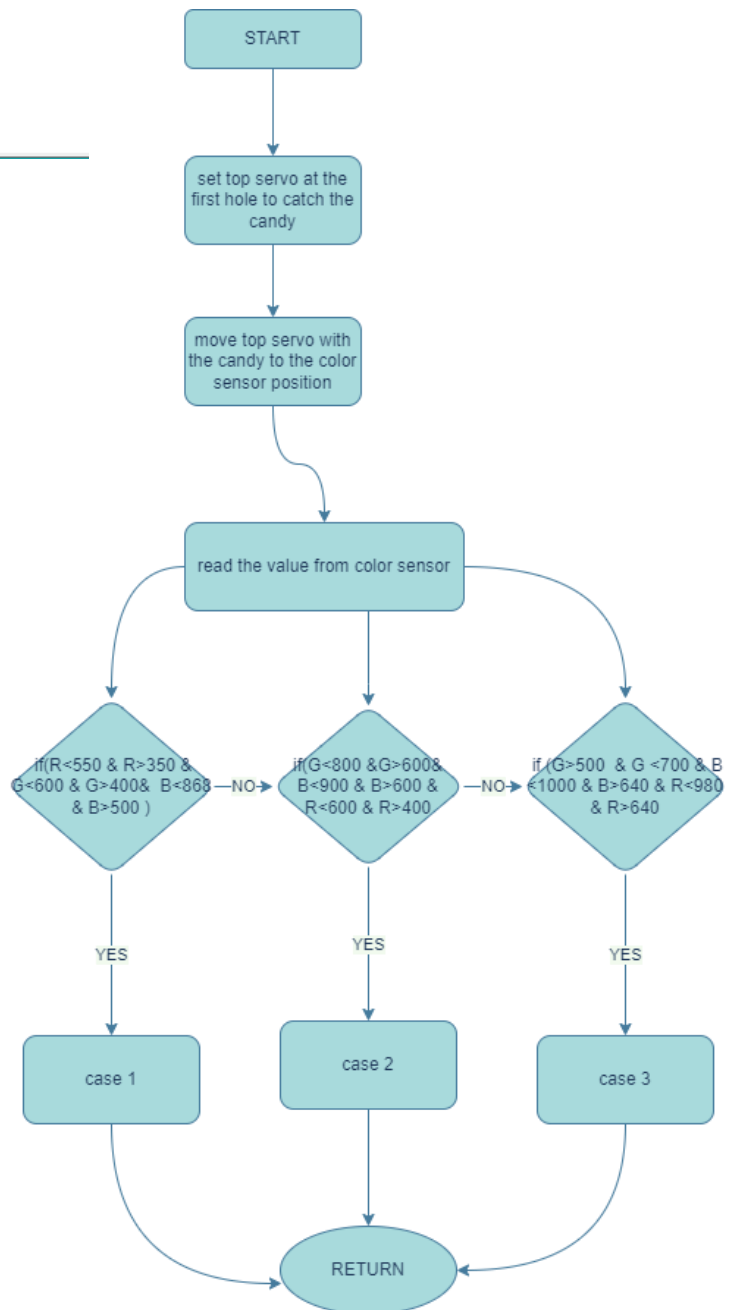 START
set top servo at the
first hole to catch the
candy
move top servo with
the candy to the color
sensor position
read the value from color sensor
if(R<550 & R>350 &
G<600 & G>400& B<868
& B>500 )
NO
if(G<800 &G>600&
B<900 & B>600 &
R<600 & R>400
NO
if (G>500 & G <700 & B
<1000 & B>640 & R<980
& R>640
YES
YES
YES
case 1
case 2
case 3
RETURN